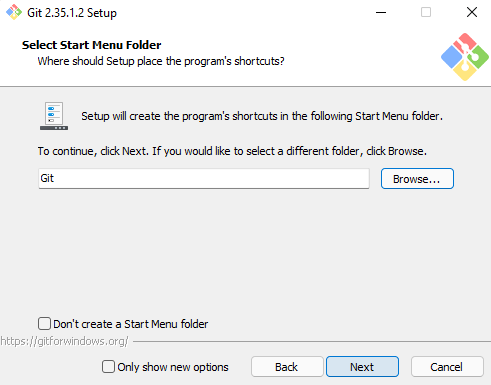 Git 2.35.1.2 Setup
Select Start Menu Folder
Where should Setup place the program's shortcuts?
Setup will create the program's shortcuts in the following Start Menu folder.
To continue, click Next. If you would like to select a different folder, click Browse.
Git
Browse...
Don't create a Start Menu folder
https://gitforwindows.org/
Only show new options
Back
Next
Cancel